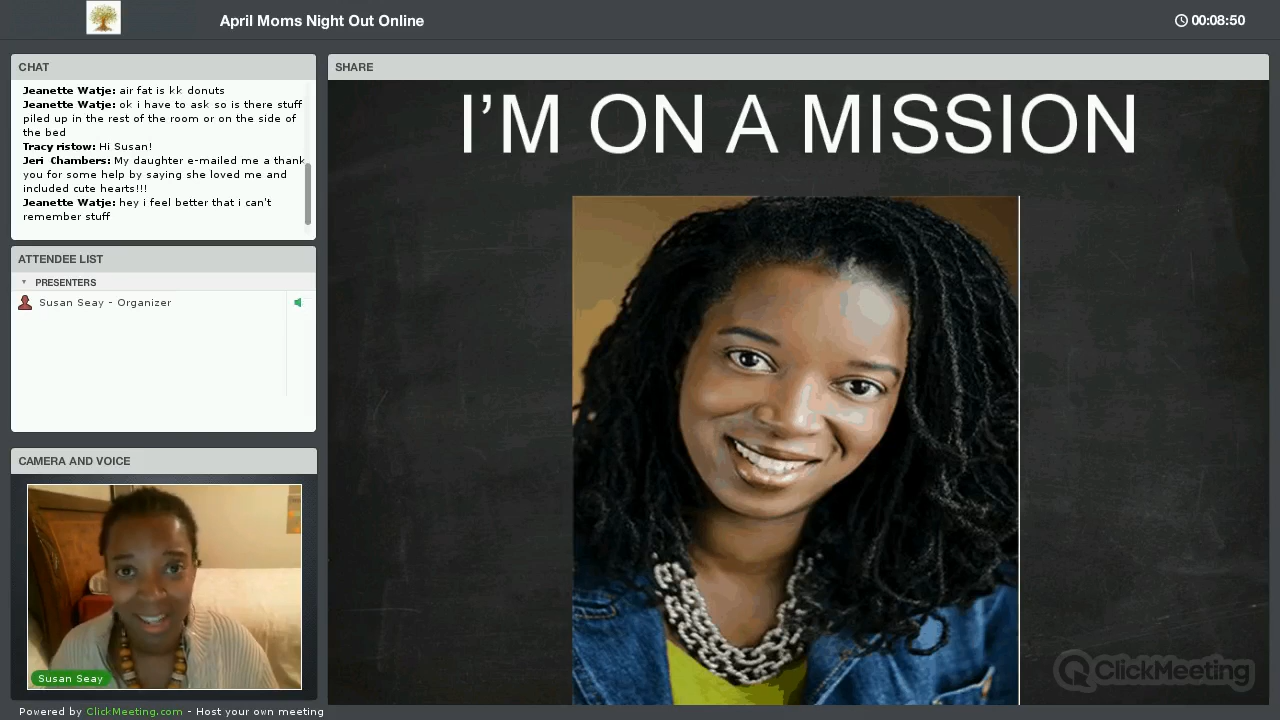 April Moms Night Out Online
00:08:50
CHAT
Jeanette Watje: air fat is kk donuts
Jeanette Watje: ok i have to ask so is there stuff
piled up in the rest of the room or on the side of
the bed
Tracy ristow: Hi Susan!
Jeri Chambers: My daughter e-mailed me a thank
you for some help by saying she loved me and
included cute hearts!!!
Jeanette Watje: hey i feel better that i can't
remember stuff
ATTENDEE LIST
PRESENTERS
Susan Seay - Organizer
CAMERA AND VOICE
Susan Seay
Powered by ClickMeeting.com - Host your own meeting
SHARE
I'M ON A MISSION
ClickMeeting